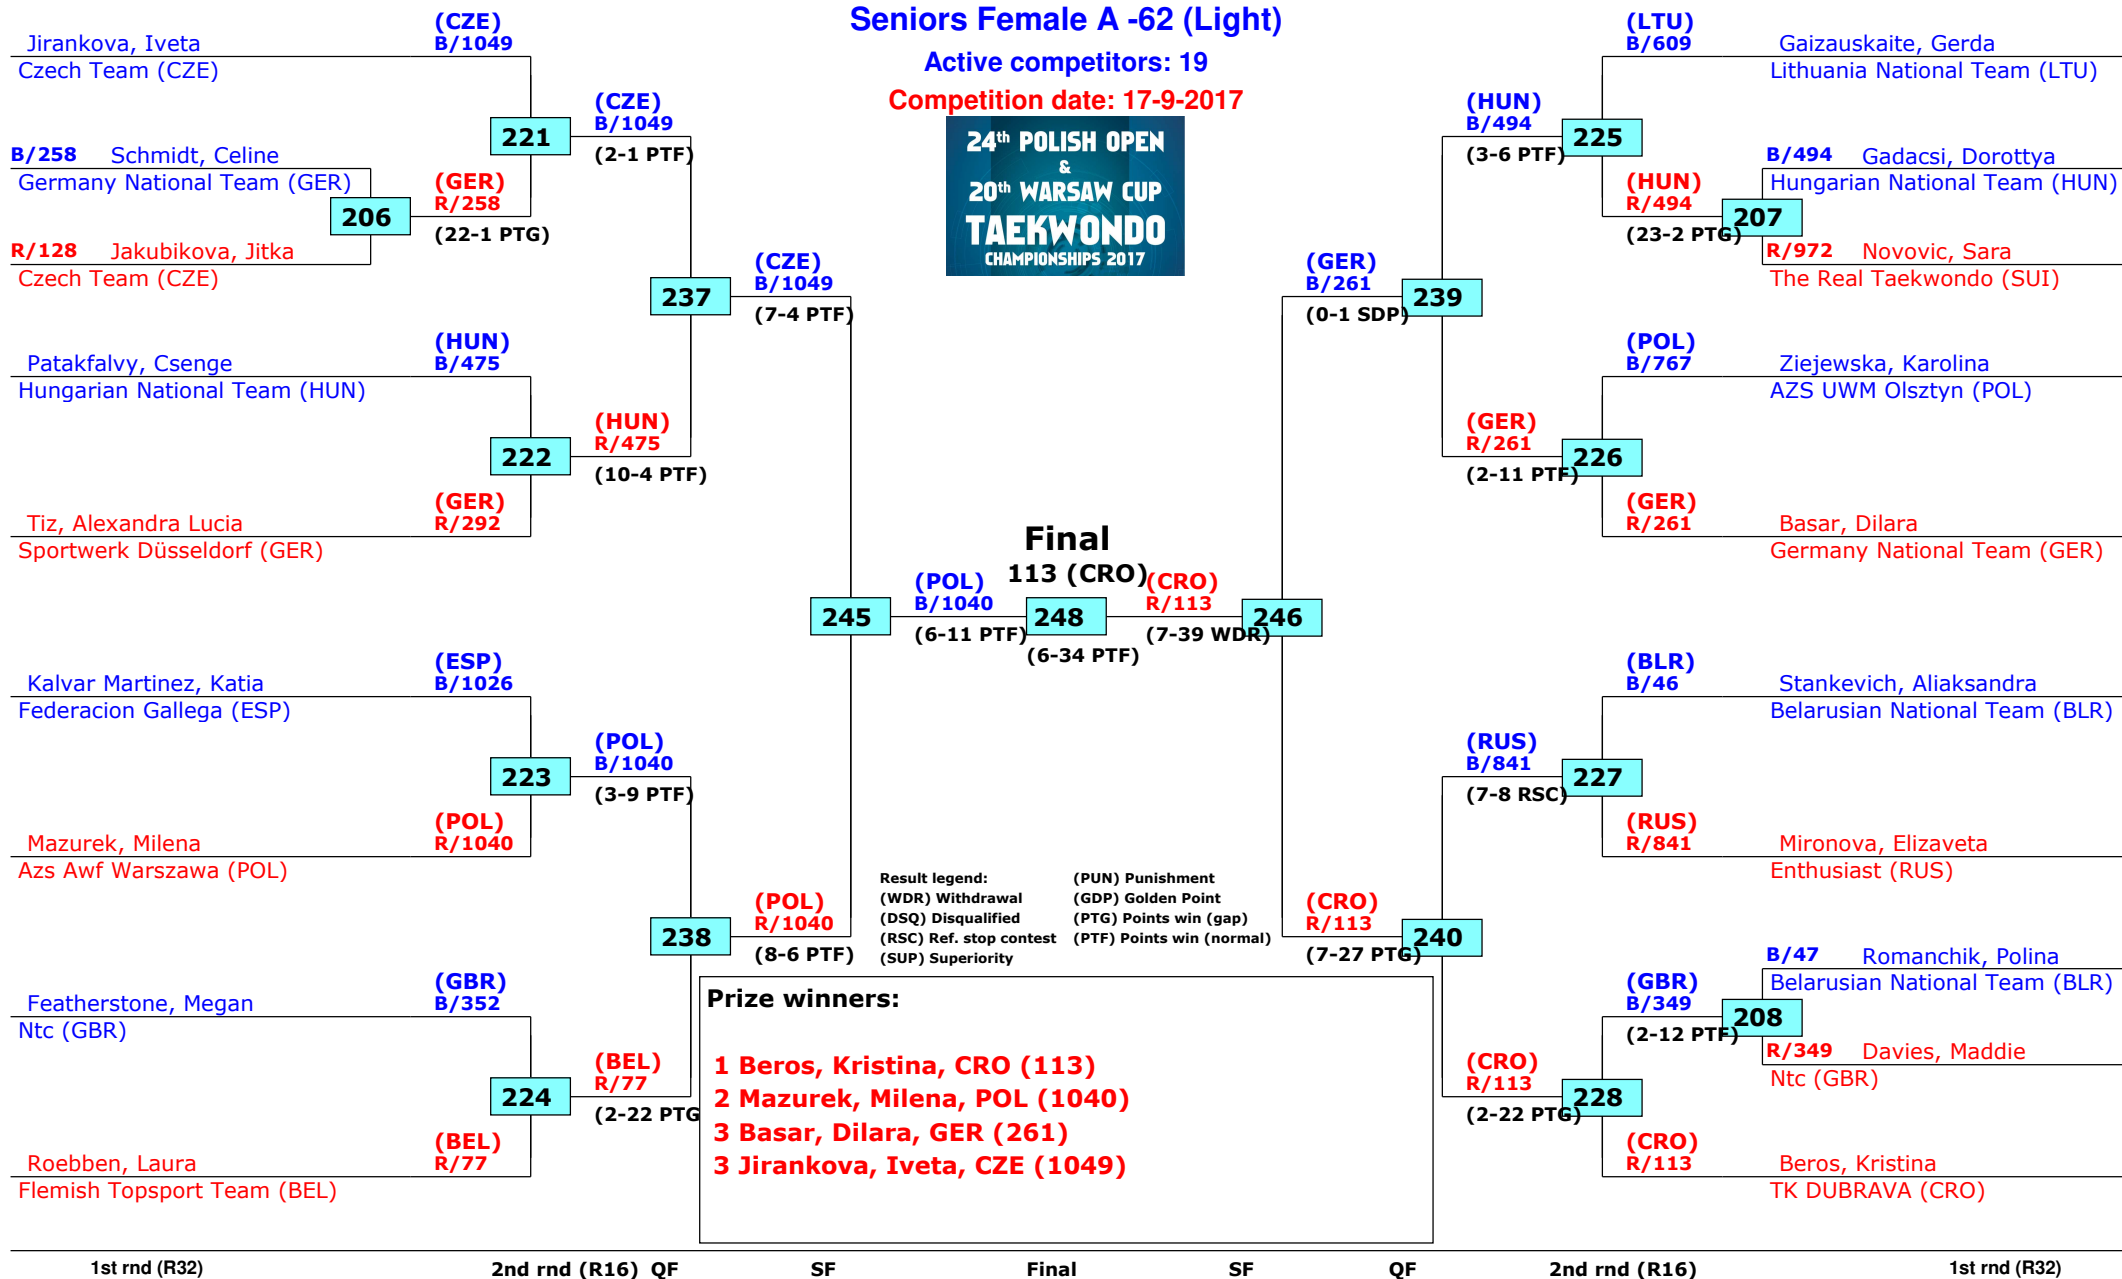 Seniors Female A -62 (Light)
Active competitors: 19
Competition date: 17-9-2017
24th POLISH OPEN
&
20th WARSAW CUP
TAEKWONDO
CHAMPIONSHIPS 2017
(CZE)
Jirankova, Iveta B/1049
Czech Team (CZE)
(CZE)
B/1049
221
(2-1 PTF)
B/258 Schmidt, Celine
Germany National Team (GER)
(GER)
R/258
206
(22-1 PTG)
R/128 Jakubikova, Jitka
Czech Team (CZE)
(CZE)
B/1049
237
(7-4 PTF)
(HUN)
Patakfalvy, Csenge B/475
Hungarian National Team (HUN)
(HUN)
R/475
222
(10-4 PTF)
(GER)
Tiz, Alexandra Lucia R/292
Sportwerk Düsseldorf (GER)
(POL)
B/1040
245
(6-11 PTF)
(ESP)
Kalvar Martinez, Katia B/1026
Federacion Gallega (ESP)
(POL)
B/1040
223
(3-9 PTF)
(POL)
Mazurek, Milena R/1040
Azs Awf Warszawa (POL)
(POL)
R/1040
238
(8-6 PTF)
(GBR)
Featherstone, Megan B/352
Ntc (GBR)
(BEL)
R/77
224
(2-22 PTG
(BEL)
Roebben, Laura R/77
Flemish Topsport Team (BEL)
Final
113 (CRO)
248
(6-34 PTF)
(CRO)
R/113
246
(7-39 WDR)
(LTU)
B/609 Gaizauskaite, Gerda
Lithuania National Team (LTU)
(HUN)
B/494
225
(3-6 PTF)
B/494 Gadacsi, Dorottya
Hungarian National Team (HUN)
(HUN)
R/494
207
(23-2 PTG)
R/972 Novovic, Sara
The Real Taekwondo (SUI)
(GER)
B/261
239
(0-1 SDP)
(POL)
B/767 Ziejewska, Karolina
AZS UWM Olsztyn (POL)
(GER)
R/261
226
(2-11 PTF)
(GER)
R/261 Basar, Dilara
Germany National Team (GER)
(BLR)
B/46 Stankevich, Aliaksandra
Belarusian National Team (BLR)
(RUS)
B/841
227
(7-8 RSC)
(RUS)
R/841 Mironova, Elizaveta
Enthusiast (RUS)
(CRO)
R/113
240
(7-27 PTG)
B/47 Romanchik, Polina
Belarusian National Team (BLR)
(GBR)
B/349
208
(2-12 PTF)
R/349 Davies, Maddie
Ntc (GBR)
(CRO)
R/113
228
(2-22 PTG)
(CRO)
R/113 Beros, Kristina
TK DUBRAVA (CRO)
Result legend: (PUN) Punishment
(WDR) Withdrawal (GDP) Golden Point
(DSQ) Disqualified (PTG) Points win (gap)
(RSC) Ref. stop contest (PTF) Points win (normal)
(SUP) Superiority
Prize winners:
1 Beros, Kristina, CRO (113)
2 Mazurek, Milena, POL (1040)
3 Basar, Dilara, GER (261)
3 Jirankova, Iveta, CZE (1049)
1st rnd (R32) 2nd rnd (R16) QF SF Final SF QF 2nd rnd (R16) 1st rnd (R32)